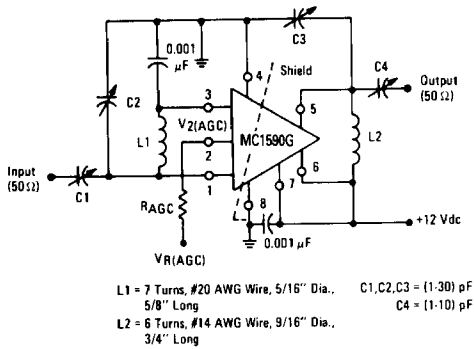 C3
0.001
μF
4
Shield
C4
Output
(50Ω)
C2
3
V2(AGC)
5
L1
MC1590G
L2
2
6
Input
(50Ω)
1
7
C1
RAGC
8
+12 Vdc
0.001 μF
VR(AGC)
L1 = 7 Turns, #20 AWG Wire, 5/16" Dia.,
5/8" Long
L2 = 6 Turns, #14 AWG Wire, 9/16" Dia.,
3/4" Long
C1,C2,C3 = (1-30) pF
C4 = (1-10) pF